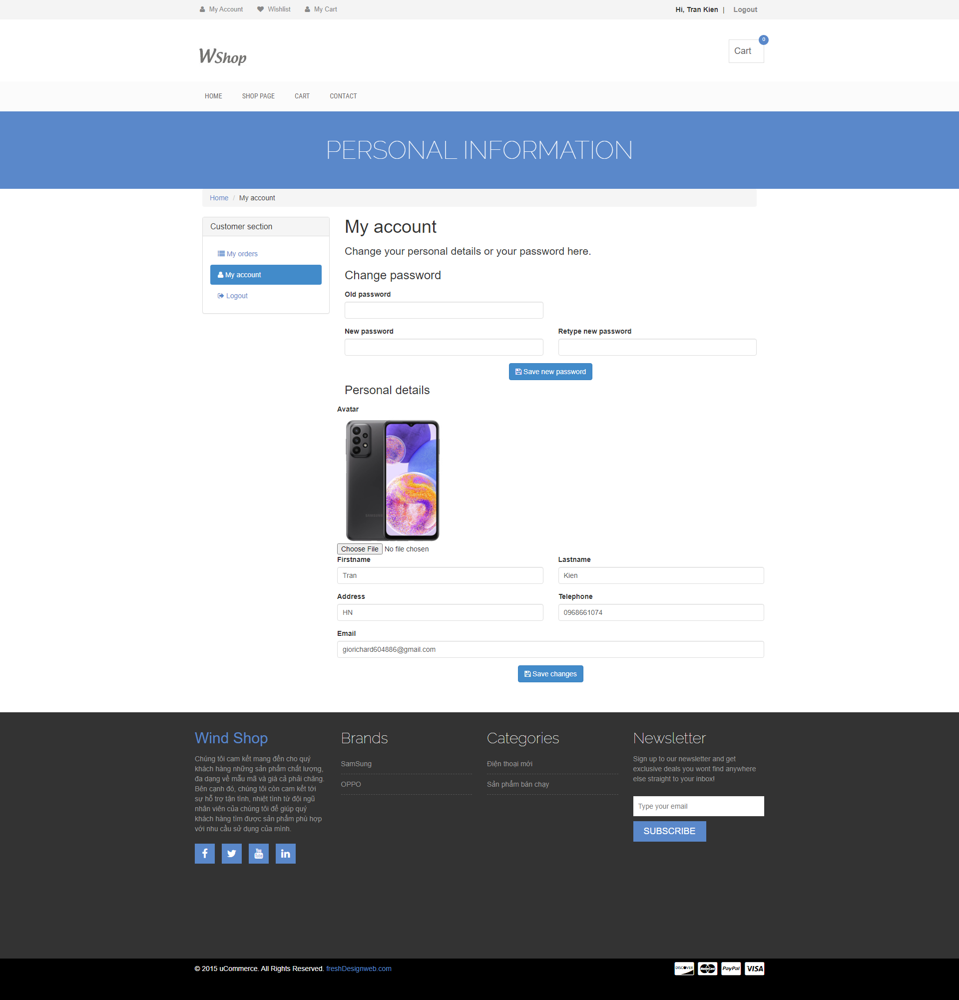 My Account Wishlist My Cart Hi, Tran Kien | Logout
WShop
Cart 0
HOME SHOP PAGE CART CONTACT
PERSONAL INFORMATION
Home / My account
Customer section
My orders
My account
Logout
My account
Change your personal details or your password here.
Change password
Old password
New password Retype new password
Save new password
Personal details
Avatar
SAMSUNG
Choose File No file chosen
Firstname Lastname
Tran Kien
Address Telephone
HN 0968661074
Email
giorichard604886@gmail.com
Save changes
Wind Shop
Chúng tôi cam kết mang đến cho quý
khách hàng những sản phẩm chất lượng,
đa dạng về mẫu mã và giá cả phải chăng.
Bên cạnh đó, chúng tôi còn cam kết tới
sự hỗ trợ tận tình, nhiệt tình từ đội ngũ
nhân viên của chúng tôi để giúp quý
khách hàng tìm được sản phẩm phù hợp
với nhu cầu sử dụng của mình.
You Tube
in
Brands
SamSung
OPPO
Categories
Điện thoại mới
Sản phẩm bán chạy
Newsletter
Sign up to our newsletter and get
exclusive deals you wont find anywhere
else straight to your inbox!
Type your email
SUBSCRIBE
© 2015 uCommerce. All Rights Reserved. freshDesignweb.com
DISCOVER MasterCard PayPal VISA